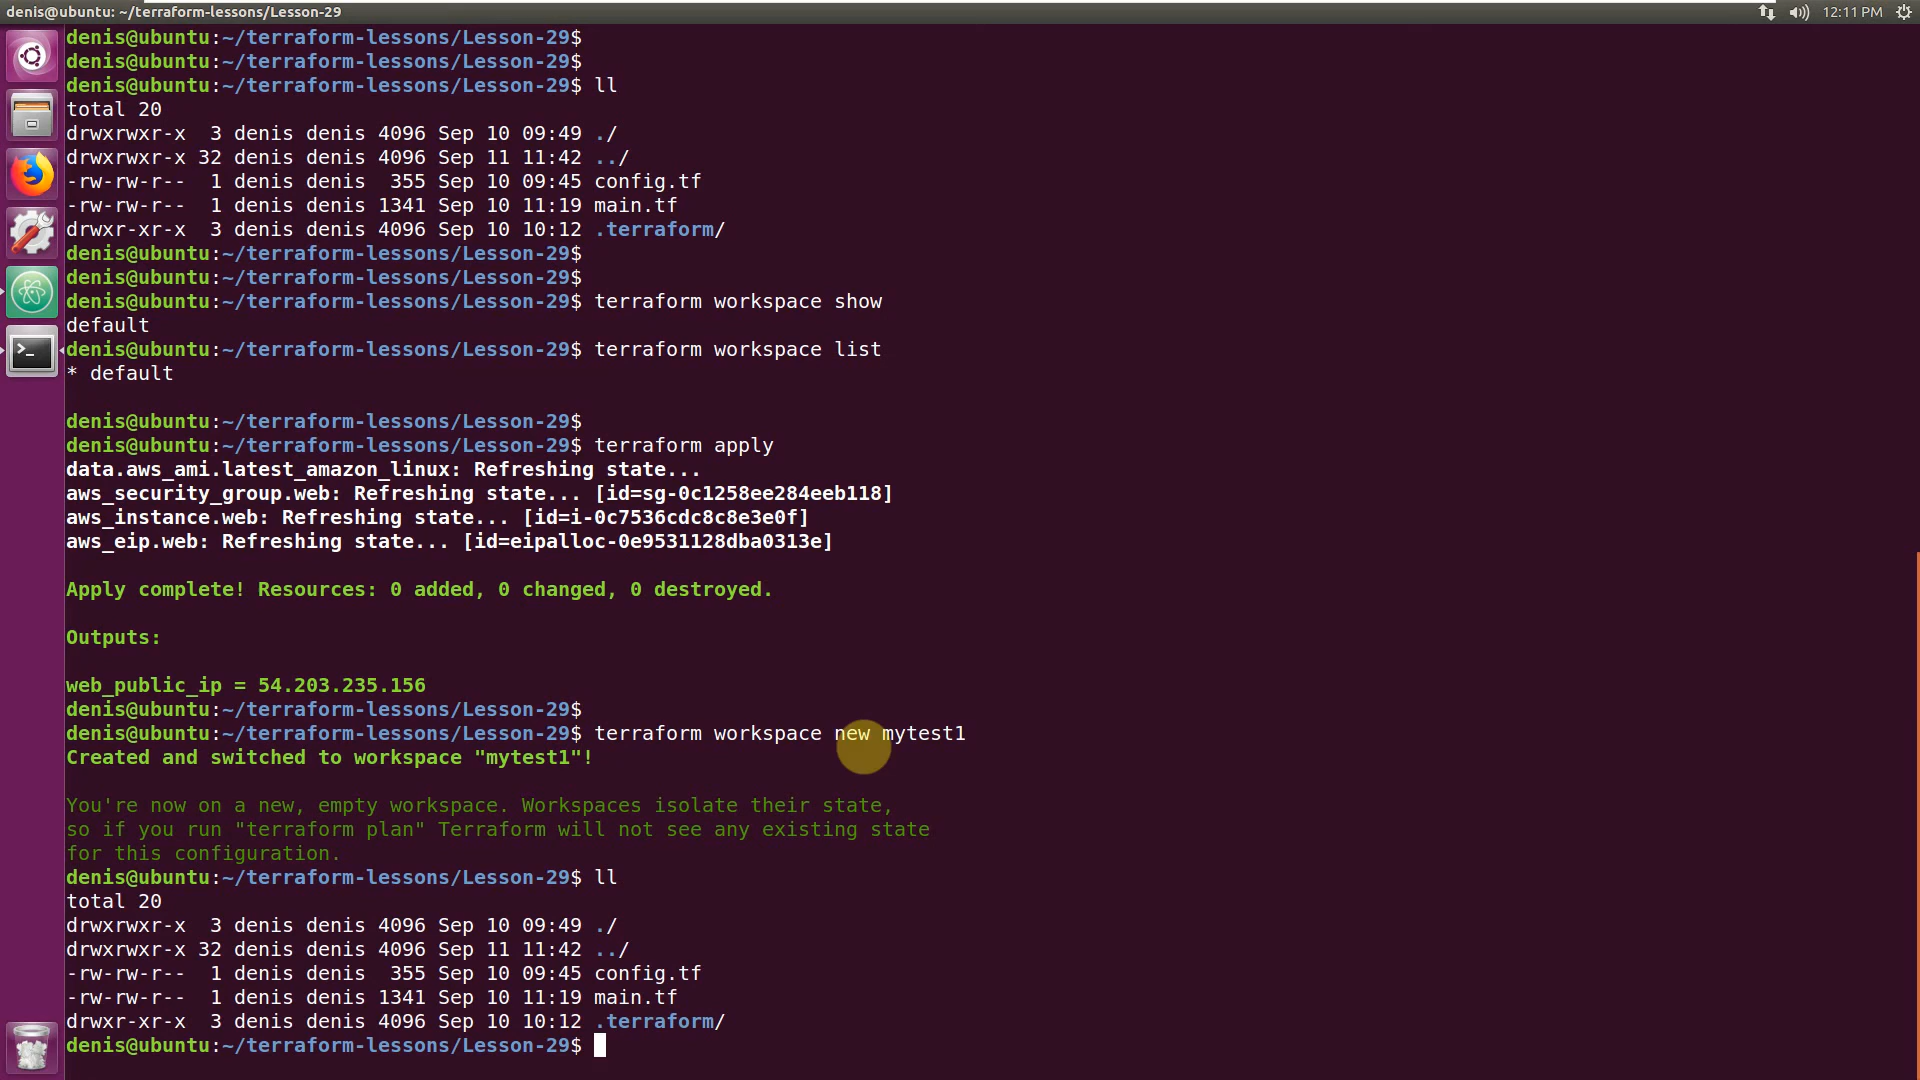 denis@ubuntu: ~/terraform-lessons/Lesson-29
12:11 PM
denis@ubuntu:~/terraform-lessons/Lesson-29$
denis@ubuntu:~/terraform-lessons/Lesson-29$
denis@ubuntu:~/terraform-lessons/Lesson-29$ ll
total 20
drwxrwxr-x  3 denis denis 4096 Sep 10 09:49 ./
drwxrwxr-x 32 denis denis 4096 Sep 11 11:42 ../
-rw-rw-r--  1 denis denis  355 Sep 10 09:45 config.tf
-rw-rw-r--  1 denis denis 1341 Sep 10 11:19 main.tf
drwxr-xr-x  3 denis denis 4096 Sep 10 10:12 .terraform/
denis@ubuntu:~/terraform-lessons/Lesson-29$
denis@ubuntu:~/terraform-lessons/Lesson-29$
denis@ubuntu:~/terraform-lessons/Lesson-29$ terraform workspace show
default
denis@ubuntu:~/terraform-lessons/Lesson-29$ terraform workspace list
* default
denis@ubuntu:~/terraform-lessons/Lesson-29$
denis@ubuntu:~/terraform-lessons/Lesson-29$ terraform apply
data.aws_ami.latest_amazon_linux: Refreshing state...
aws_security_group.web: Refreshing state... [id=sg-0c1258ee284eeb118]
aws_instance.web: Refreshing state... [id=i-0c7536cdc8c8e3e0f]
aws_eip.web: Refreshing state... [id=eipalloc-0e9531128dba0313e]
Apply complete! Resources: 0 added, 0 changed, 0 destroyed.
Outputs:
web_public_ip = 54.203.235.156
denis@ubuntu:~/terraform-lessons/Lesson-29$
denis@ubuntu:~/terraform-lessons/Lesson-29$ terraform workspace new mytest1
Created and switched to workspace "mytest1"!
You're now on a new, empty workspace. Workspaces isolate their state,
so if you run "terraform plan" Terraform will not see any existing state
for this configuration.
denis@ubuntu:~/terraform-lessons/Lesson-29$ ll
total 20
drwxrwxr-x  3 denis denis 4096 Sep 10 09:49 ./
drwxrwxr-x 32 denis denis 4096 Sep 11 11:42 ../
-rw-rw-r--  1 denis denis  355 Sep 10 09:45 config.tf
-rw-rw-r--  1 denis denis 1341 Sep 10 11:19 main.tf
drwxr-xr-x  3 denis denis 4096 Sep 10 10:12 .terraform/
denis@ubuntu:~/terraform-lessons/Lesson-29$